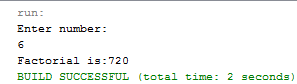 run:
Enter number:
6
Factorial is:720
BUILD SUCCESSFUL (total time: 2 seconds)